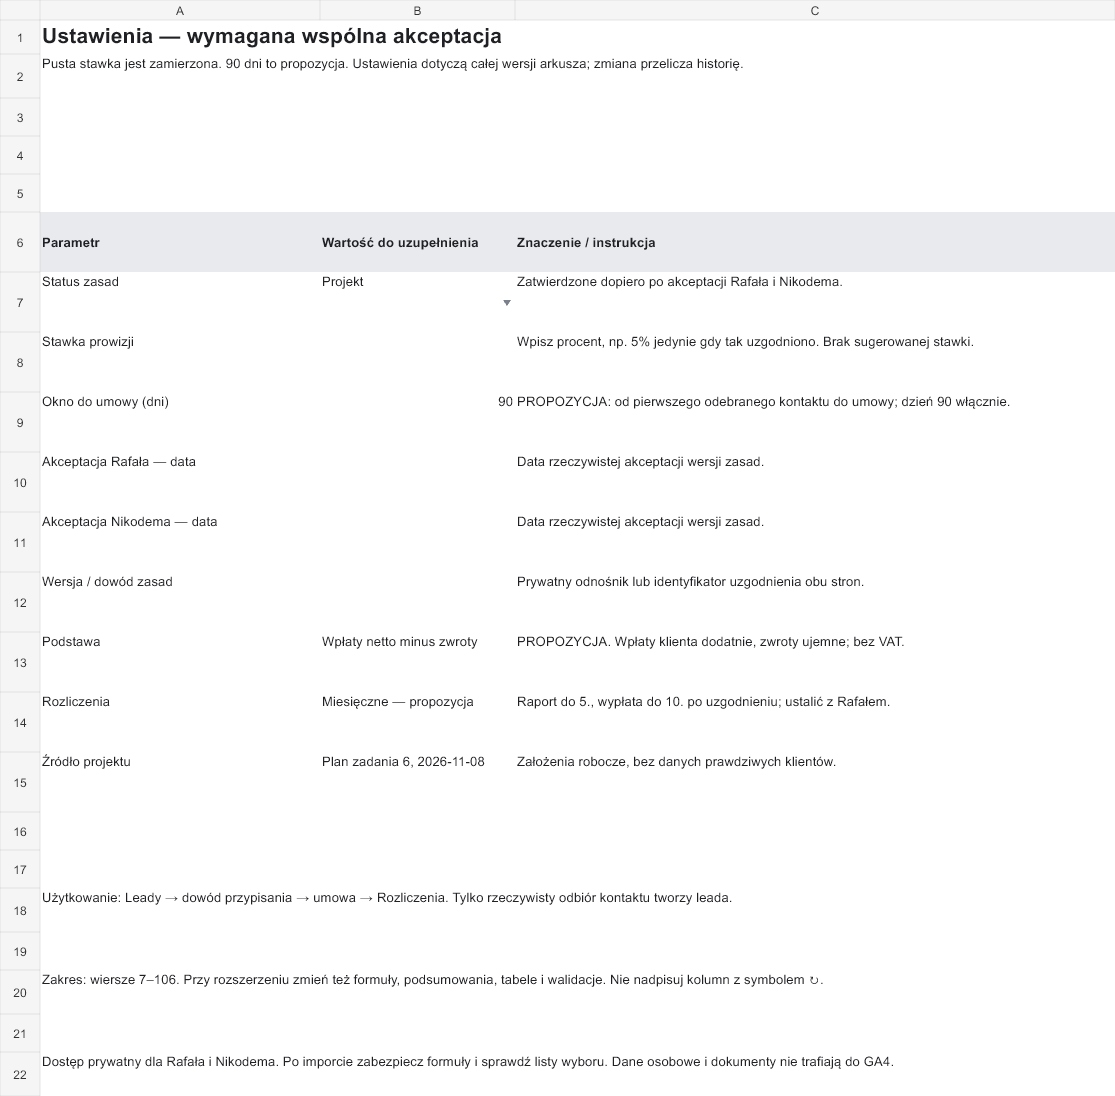 A B C
1 Ustawienia — wymagana wspólna akceptacja
2 Pusta stawka jest zamierzona. 90 dni to propozycja. Ustawienia dotyczą całej wersji arkusza; zmiana przelicza historię.
3
4
5
6 Parametr Wartość do uzupełnienia Znaczenie / instrukcja
7 Status zasad Projekt Zatwierdzone dopiero po akceptacji Rafała i Nikodema.
8 Stawka prowizji Wpisz procent, np. 5% jedynie gdy tak uzgodniono. Brak sugerowanej stawki.
9 Okno do umowy (dni) 90 PROPOZYCJA: od pierwszego odebranego kontaktu do umowy; dzień 90 włącznie.
10 Akceptacja Rafała — data Data rzeczywistej akceptacji wersji zasad.
11 Akceptacja Nikodema — data Data rzeczywistej akceptacji wersji zasad.
12 Wersja / dowód zasad Prywatny odnośnik lub identyfikator uzgodnienia obu stron.
13 Podstawa Wpłaty netto minus zwroty PROPOZYCJA. Wpłaty klienta dodatnie, zwroty ujemne; bez VAT.
14 Rozliczenia Miesięczne — propozycja Raport do 5., wypłata do 10. po uzgodnieniu; ustalić z Rafałem.
15 Źródło projektu Plan zadania 6, 2026-11-08 Założenia robocze, bez danych prawdziwych klientów.
16
17
18 Użytkowanie: Leady → dowód przypisania → umowa → Rozliczenia. Tylko rzeczywisty odbiór kontaktu tworzy leada.
19
20 Zakres: wiersze 7–106. Przy rozszerzeniu zmień też formuły, podsumowania, tabele i walidacje. Nie nadpisuj kolumn z symbolem ↻.
21
22 Dostęp prywatny dla Rafała i Nikodema. Po imporcie zabezpiecz formuły i sprawdź listy wyboru. Dane osobowe i dokumenty nie trafiają do GA4.